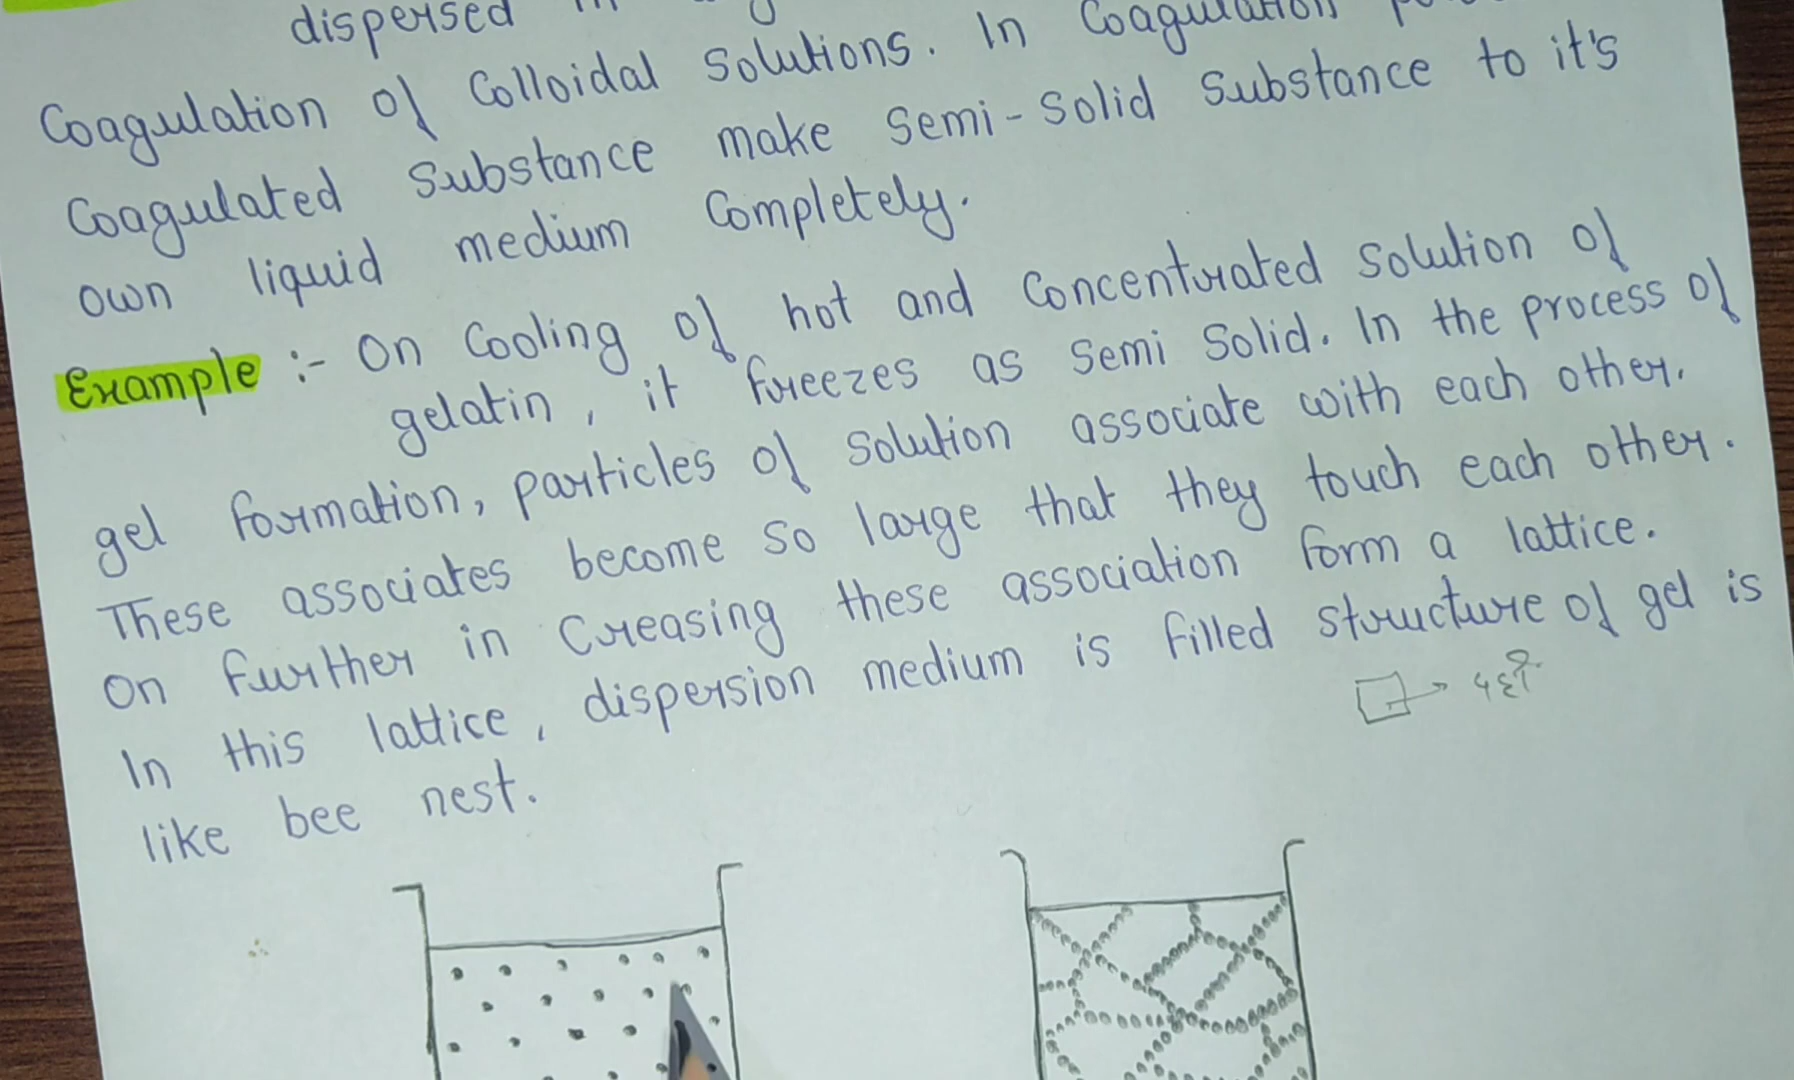 dispersed in
Coagulation of Colloidal Solutions. In Coagulation
Coagulated Substance make Semi-Solid Substance to it's
own liquid medium Completely.
Example :- On Cooling of hot and Concentrated Solution of
gelatin, it freezes as Semi Solid. In the process of
gel formation, particles of Solution associate with each other.
These associates become so large that they touch each other.
On further in Creasing these association form a lattice.
In this lattice, dispersion medium is filled structure of gel is
like bee nest.